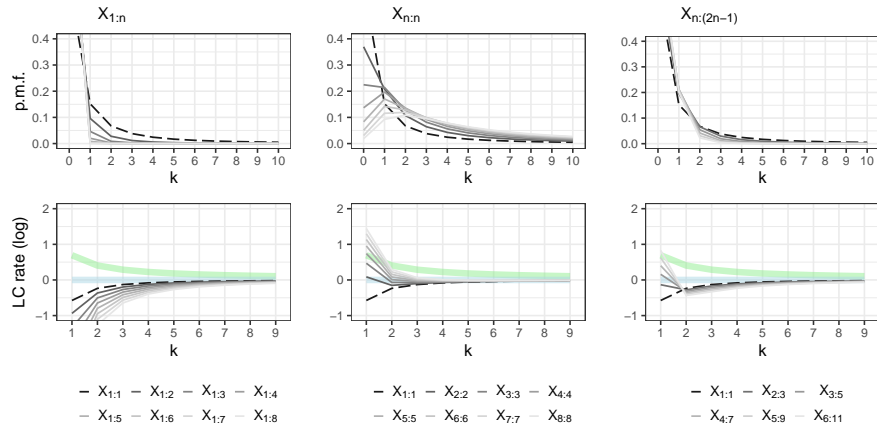 X1:n
Xn:n
Xn:(2n−1)
p.m.f.
0.4
0.3
0.2
0.1
0.0
0 1 2 3 4 5 6 7 8 9 10
k
0.4
0.3
0.2
0.1
0.0
0 1 2 3 4 5 6 7 8 9 10
k
0.4
0.3
0.2
0.1
0.0
0 1 2 3 4 5 6 7 8 9 10
k
LC rate (log)
2
1
0
−1
1 2 3 4 5 6 7 8 9
k
2
1
0
−1
1 2 3 4 5 6 7 8 9
k
2
1
0
−1
1 2 3 4 5 6 7 8 9
k
X1:1 X1:2 X1:3 X1:4
X1:5 X1:6 X1:7 X1:8
X1:1 X2:2 X3:3 X4:4
X5:5 X6:6 X7:7 X8:8
X1:1 X2:3 X3:5
X4:7 X5:9 X6:11